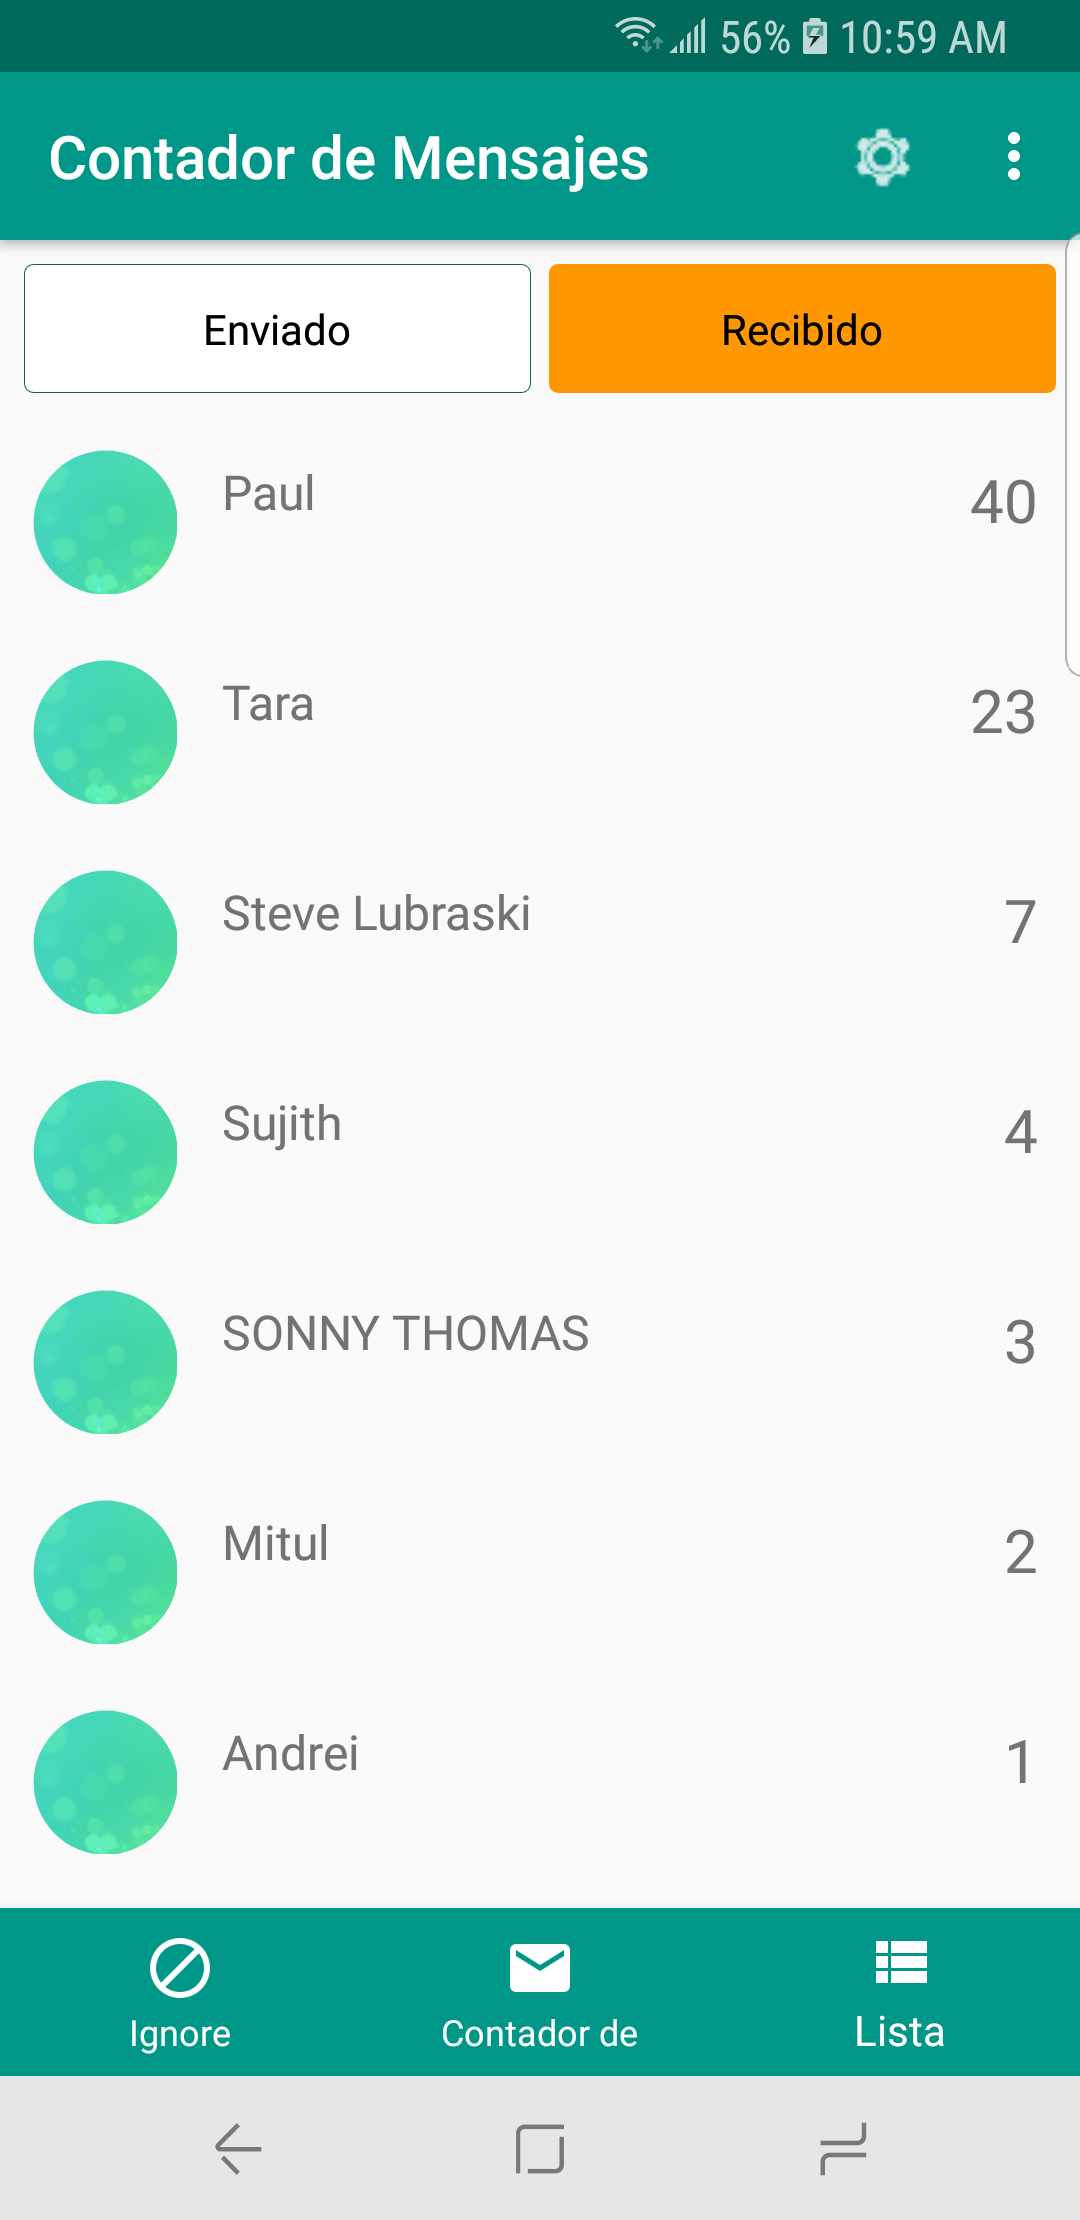 56% 10:59 AM
Contador de Mensajes
Enviado Recibido
Paul 40
Tara 23
Steve Lubraski 7
Sujith 4
SONNY THOMAS 3
Mitul 2
Andrei 1
Ignore Contador de Lista